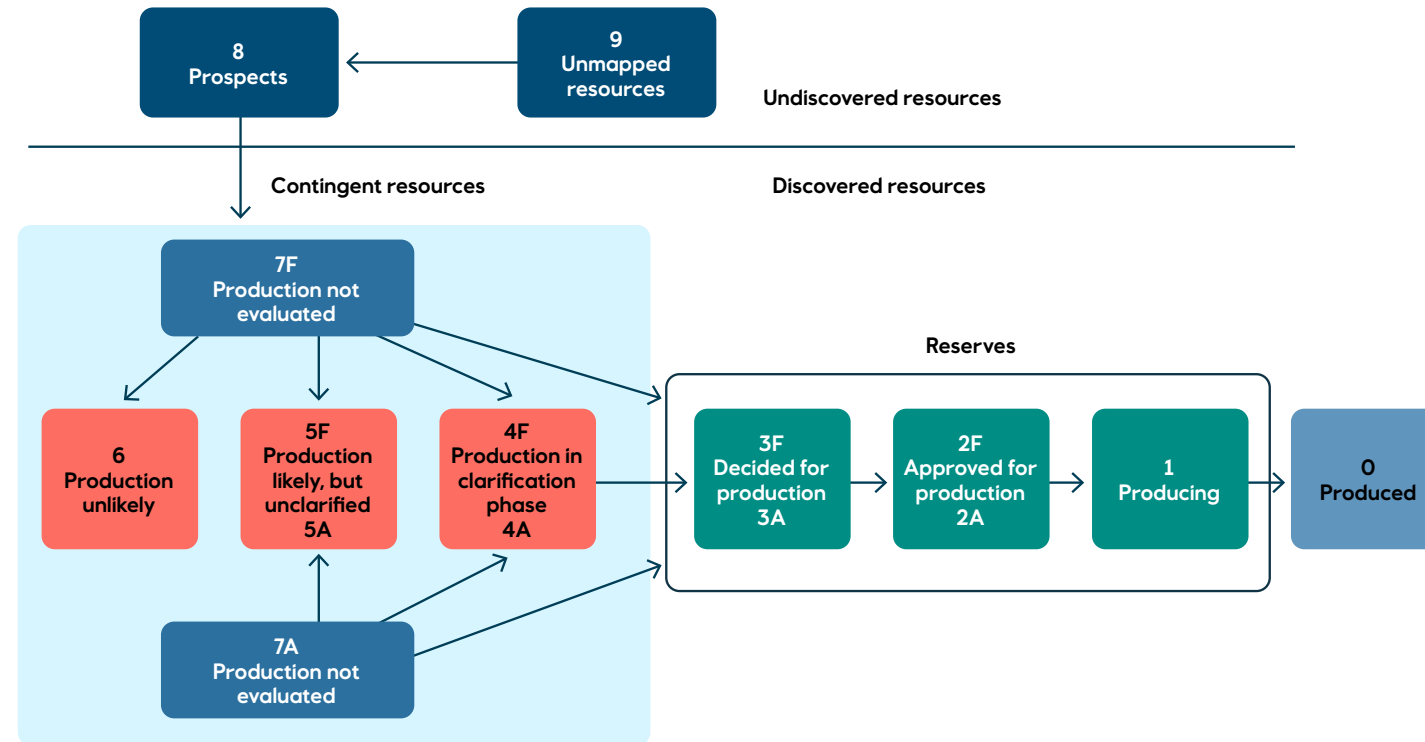 8
Prospects
9
Unmapped
resources
Undiscovered resources
Contingent resources
Discovered resources
7F
Production not
evaluated
Reserves
6
Production
unlikely
5F
Production
likely, but
unclarified
5A
4F
Production in
clarification
phase
4A
3F
Decided for
production
3A
2F
Approved for
production
2A
1
Producing
0
Produced
7A
Production not
evaluated